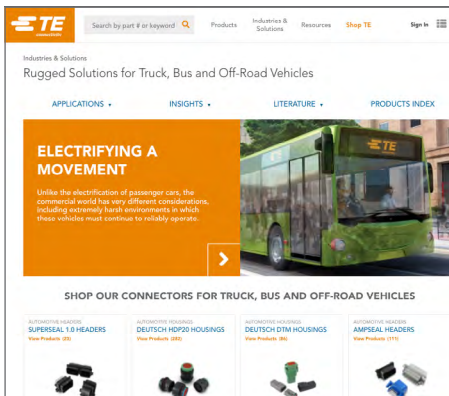 TE
connectivity
Search by part # or keyword
Products
Industries &
Solutions
Resources
Shop TE
Sign In
Industries & Solutions
Rugged Solutions for Truck, Bus and Off-Road Vehicles
APPLICATIONS
INSIGHTS
LITERATURE
PRODUCTS INDEX
ELECTRIFYING A
MOVEMENT
Unlike the electrification of passenger cars, the
commercial world has very different considerations,
including extremely harsh environments in which
these vehicles must continue to reliably operate.
TE
SHOP OUR CONNECTORS FOR TRUCK, BUS AND OFF-ROAD VEHICLES
AUTOMOTIVE HEADERS
SUPERSEAL 1.0 HEADERS
View Products
AUTOMOTIVE HOUSINGS
DEUTSCH HDP20 HOUSINGS
View Products
AUTOMOTIVE HOUSINGS
DEUTSCH DTM HOUSINGS
View Products
AUTOMOTIVE HEADERS
AMPSEAL HEADERS
View Products